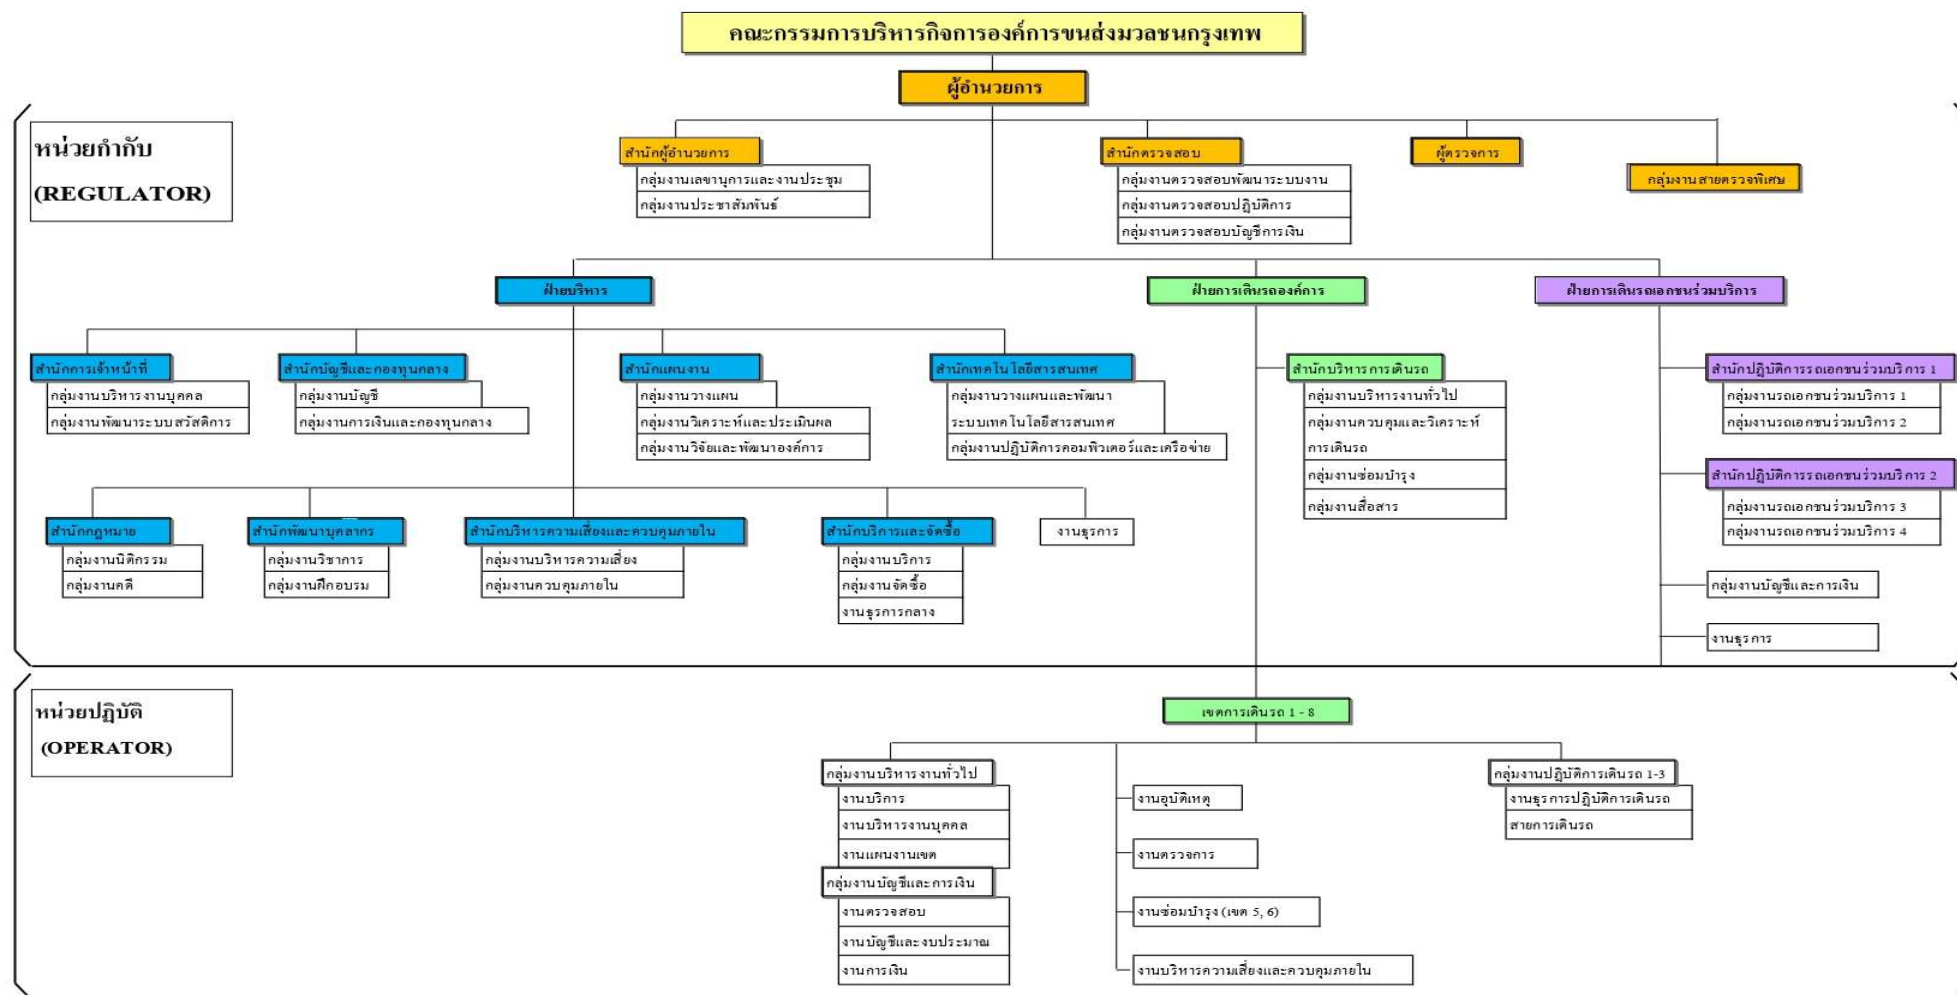 คณะกรรมการบริหารกิจการองค์การขนส่งมวลชนกรุงเทพ
ผู้อำนวยการ
หน่วยกำกับ
(REGULATOR)
สำนักผู้อำนวยการ
กลุ่มงานเลขานุการและงานประชุม
กลุ่มงานประชาสัมพันธ์
สำนักตรวจสอบ
กลุ่มงานตรวจสอบพัฒนาระบบงาน
กลุ่มงานตรวจสอบปฏิบัติการ
กลุ่มงานตรวจสอบบัญชีการเงิน
ผู้ตรวจการ
กลุ่มงานสายตรวจพิเศษ
ฝ่ายบริหาร
ฝ่ายการเดินรถองค์การ
ฝ่ายการเดินรถเอกชนร่วมบริการ
สำนักการเจ้าหน้าที่
กลุ่มงานบริหารงานบุคคล
กลุ่มงานพัฒนาระบบสวัสดิการ
สำนักบัญชีและกองทุนกลาง
กลุ่มงานบัญชี
กลุ่มงานการเงินและกองทุนกลาง
สำนักแผนงาน
กลุ่มงานวางแผน
กลุ่มงานวิเคราะห์และประเมินผล
กลุ่มงานวิจัยและพัฒนาองค์การ
สำนักเทคโนโลยีสารสนเทศ
กลุ่มงานวางแผนและพัฒนา
ระบบเทคโนโลยีสารสนเทศ
กลุ่มงานปฏิบัติการคอมพิวเตอร์และเครือข่าย
สำนักบริหารการเดินรถ
กลุ่มงานบริหารงานทั่วไป
กลุ่มงานควบคุมและวิเคราะห์
การเดินรถ
กลุ่มงานซ่อมบำรุง
กลุ่มงานสื่อสาร
สำนักปฏิบัติการรถเอกชนร่วมบริการ 1
กลุ่มงานรถเอกชนร่วมบริการ 1
กลุ่มงานรถเอกชนร่วมบริการ 2
สำนักปฏิบัติการรถเอกชนร่วมบริการ 2
กลุ่มงานรถเอกชนร่วมบริการ 3
กลุ่มงานรถเอกชนร่วมบริการ 4
กลุ่มงานบัญชีและการเงิน
งานธุรการ
สำนักกฎหมาย
กลุ่มงานนิติกรรม
กลุ่มงานคดี
สำนักพัฒนาบุคลากร
กลุ่มงานวิชาการ
กลุ่มงานฝึกอบรม
สำนักบริหารความเสี่ยงและควบคุมภายใน
กลุ่มงานบริหารความเสี่ยง
กลุ่มงานควบคุมภายใน
สำนักบริการและจัดซื้อ
กลุ่มงานบริการ
กลุ่มงานจัดซื้อ
งานธุรการกลาง
งานธุรการ
หน่วยปฏิบัติ
(OPERATOR)
เขตการเดินรถ 1 - 8
กลุ่มงานบริหารงานทั่วไป
งานบริการ
งานบริหารงานบุคคล
งานแผนงานเขต
กลุ่มงานบัญชีและการเงิน
งานตรวจสอบ
งานบัญชีและงบประมาณ
งานการเงิน
งานอุบัติเหตุ
งานตรวจการ
งานซ่อมบำรุง (เขต 5, 6)
งานบริหารความเสี่ยงและควบคุมภายใน
กลุ่มงานปฏิบัติการเดินรถ 1-3
งานธุรการปฏิบัติการเดินรถ
สายการเดินรถ